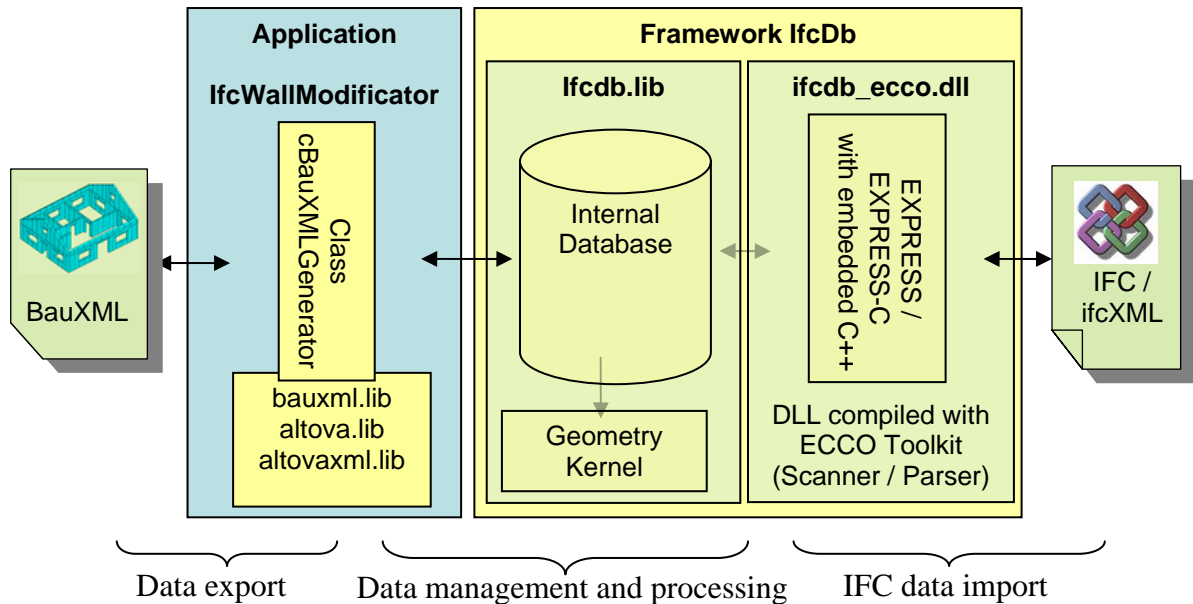 Application
Framework IfcDb
IfcWallModificator
Class
cBauXMLGenerator
bauxml.lib
altova.lib
altovaxml.lib
Ifcdb.lib
Internal
Database
Geometry
Kernel
ifcdb_ecco.dll
EXPRESS /
EXPRESS-C
with embedded C++
DLL compiled with
ECCO Toolkit
(Scanner / Parser)
BauXML
IFC /
ifcXML
Data export
Data management and processing
IFC data import